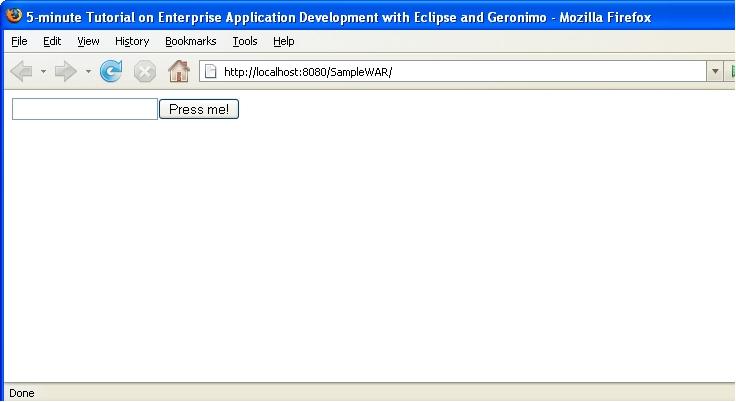 5-minute Tutorial on Enterprise Application Development with Eclipse and Geronimo - Mozilla Firefox
File Edit View History Bookmarks Tools Help
http://localhost:8080/SampleWAR/
Press me!
Done